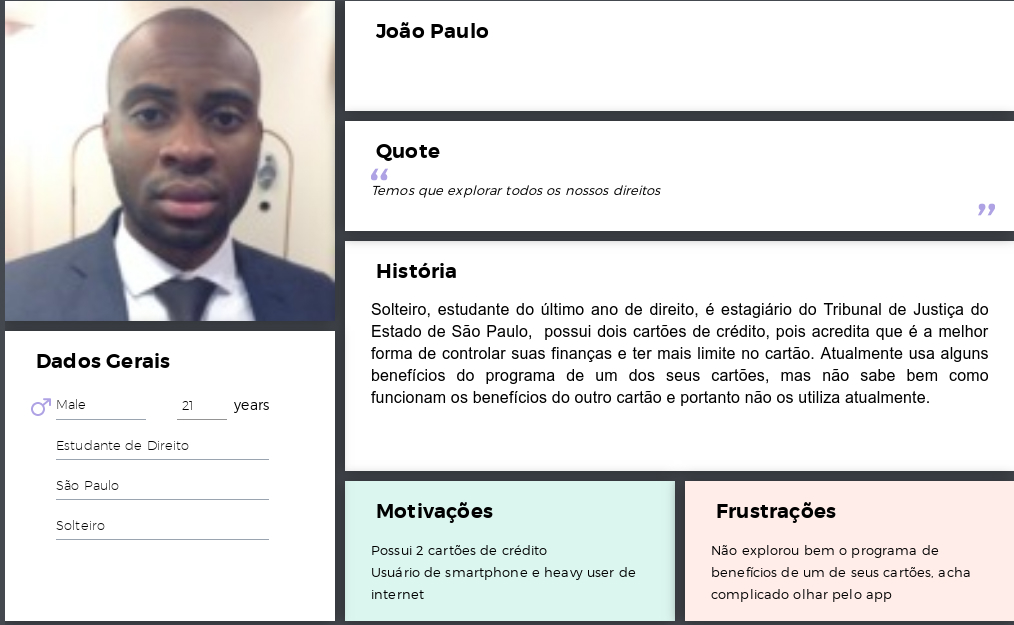 João Paulo
Quote
“
Temos que explorar todos os nossos direitos
”
História
Solteiro, estudante do último ano de direito, é estagiário do Tribunal de Justiça do
Estado de São Paulo, possui dois cartões de crédito, pois acredita que é a melhor
forma de controlar suas finanças e ter mais limite no cartão. Atualmente usa alguns
benefícios do programa de um dos seus cartões, mas não sabe bem como
funcionam os benefícios do outro cartão e portanto não os utiliza atualmente.
Dados Gerais
Male 21 years
Estudante de Direito
São Paulo
Solteiro
Motivações
Possui 2 cartões de crédito
Usuário de smartphone e heavy user de
internet
Frustrações
Não explorou bem o programa de
benefícios de um de seus cartões, acha
complicado olhar pelo app